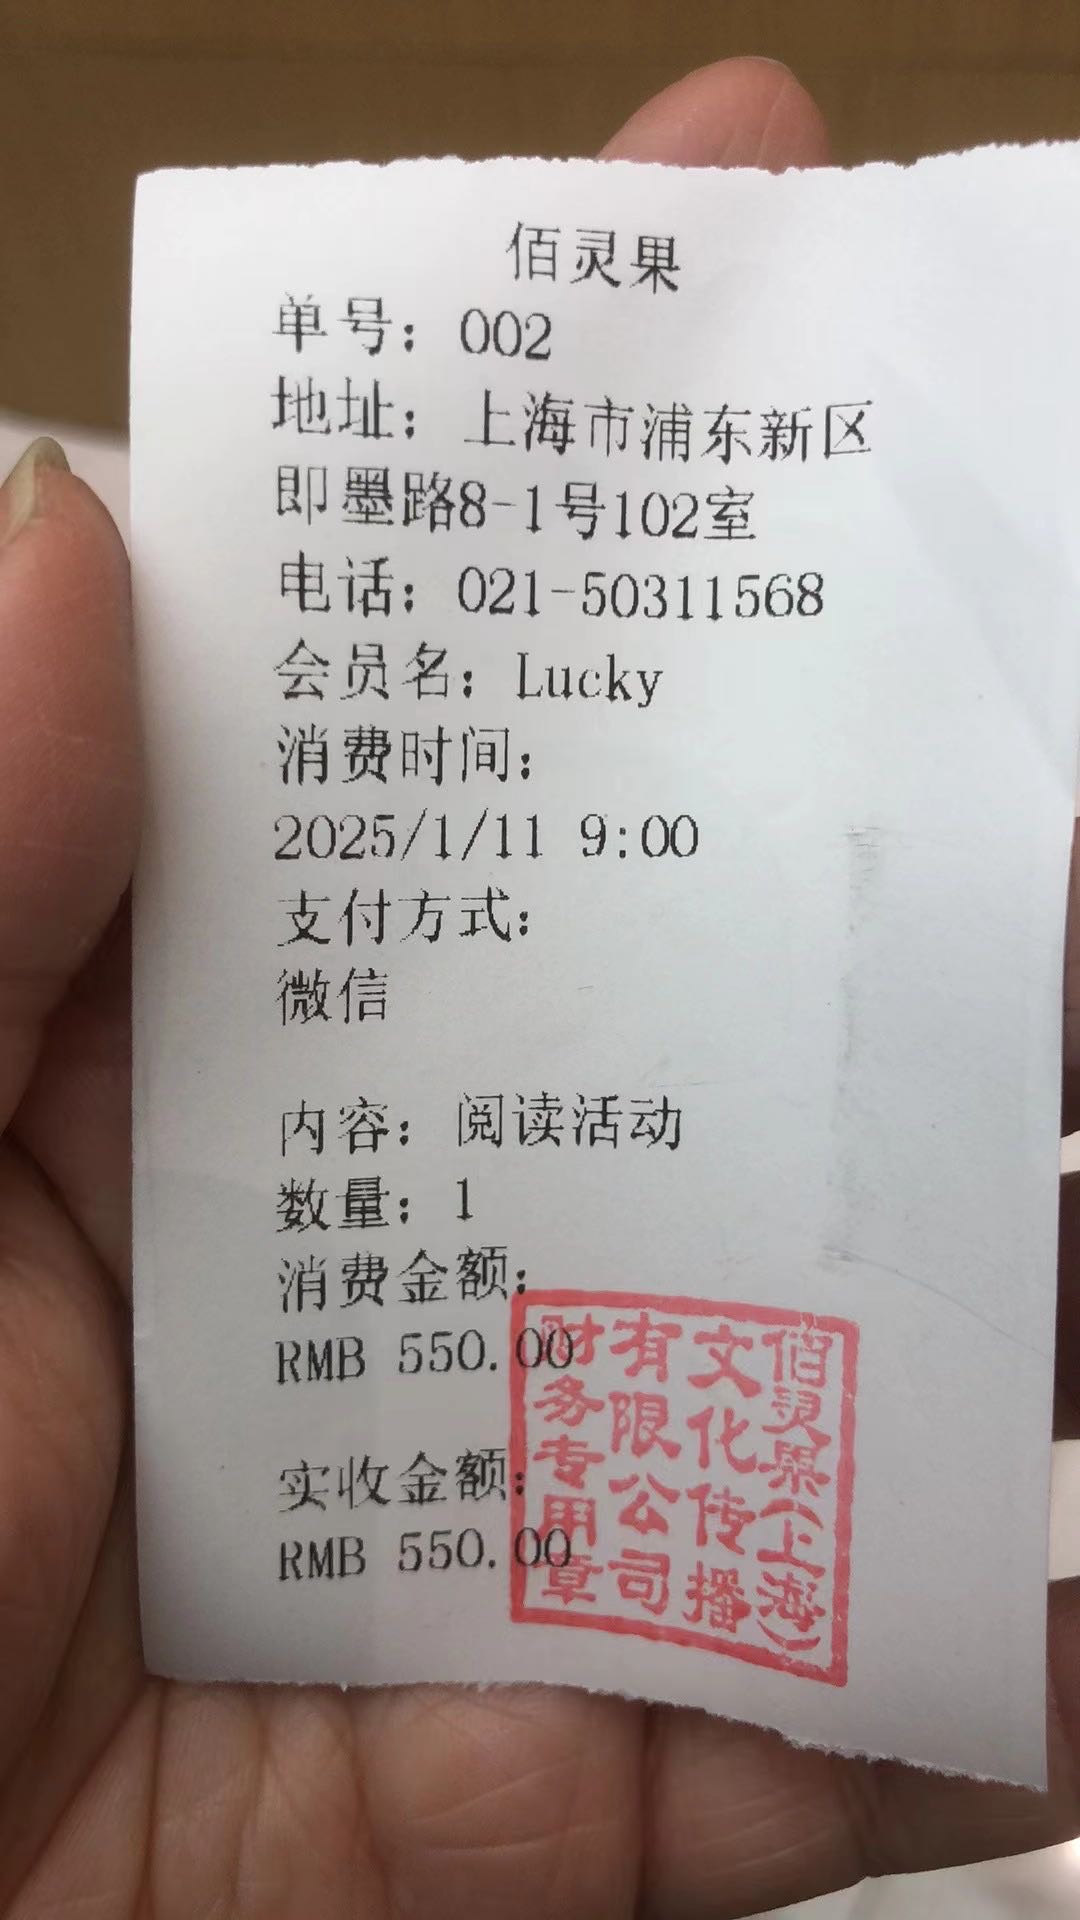 佰灵果
单号：002
地址：上海市浦东新区
即墨路8-1号102室
电话：021-50311568
会员名：Lucky
消费时间：
2025/1/11 9:00
支付方式：
微信
内容：阅读活动
数量：1
消费金额：
RMB 550.00
实收金额：
RMB 550.00
佰灵果(上海)
文化传播
有限公司
财务专用章